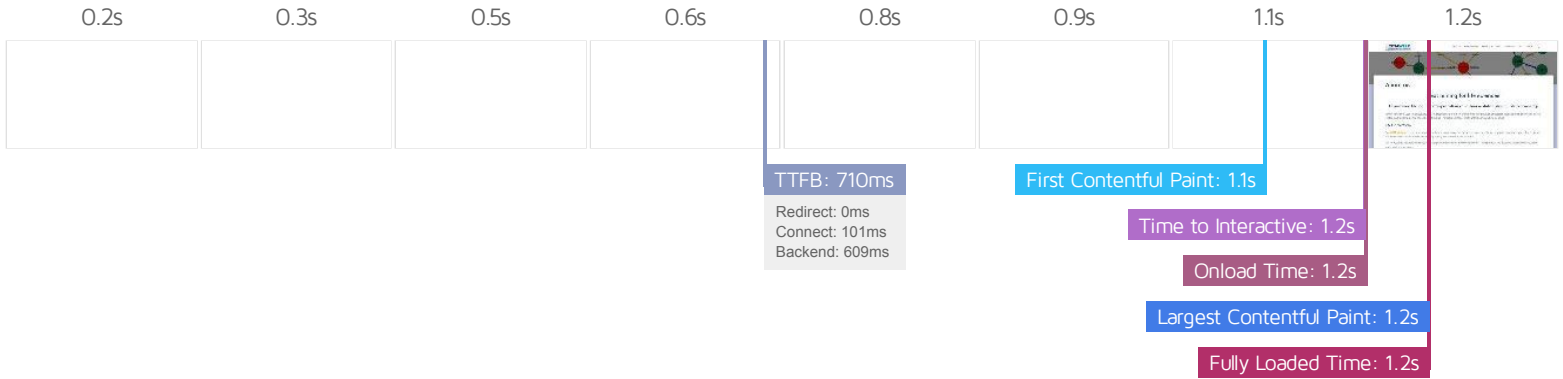 0.2s 0.3s 0.5s 0.6s 0.8s 0.9s 1.1s 1.2s
TTFB: 710ms
Redirect: 0ms
Connect: 101ms
Backend: 609ms
First Contentful Paint: 1.1s
Time to Interactive: 1.2s
Onload Time: 1.2s
Largest Contentful Paint: 1.2s
Fully Loaded Time: 1.2s